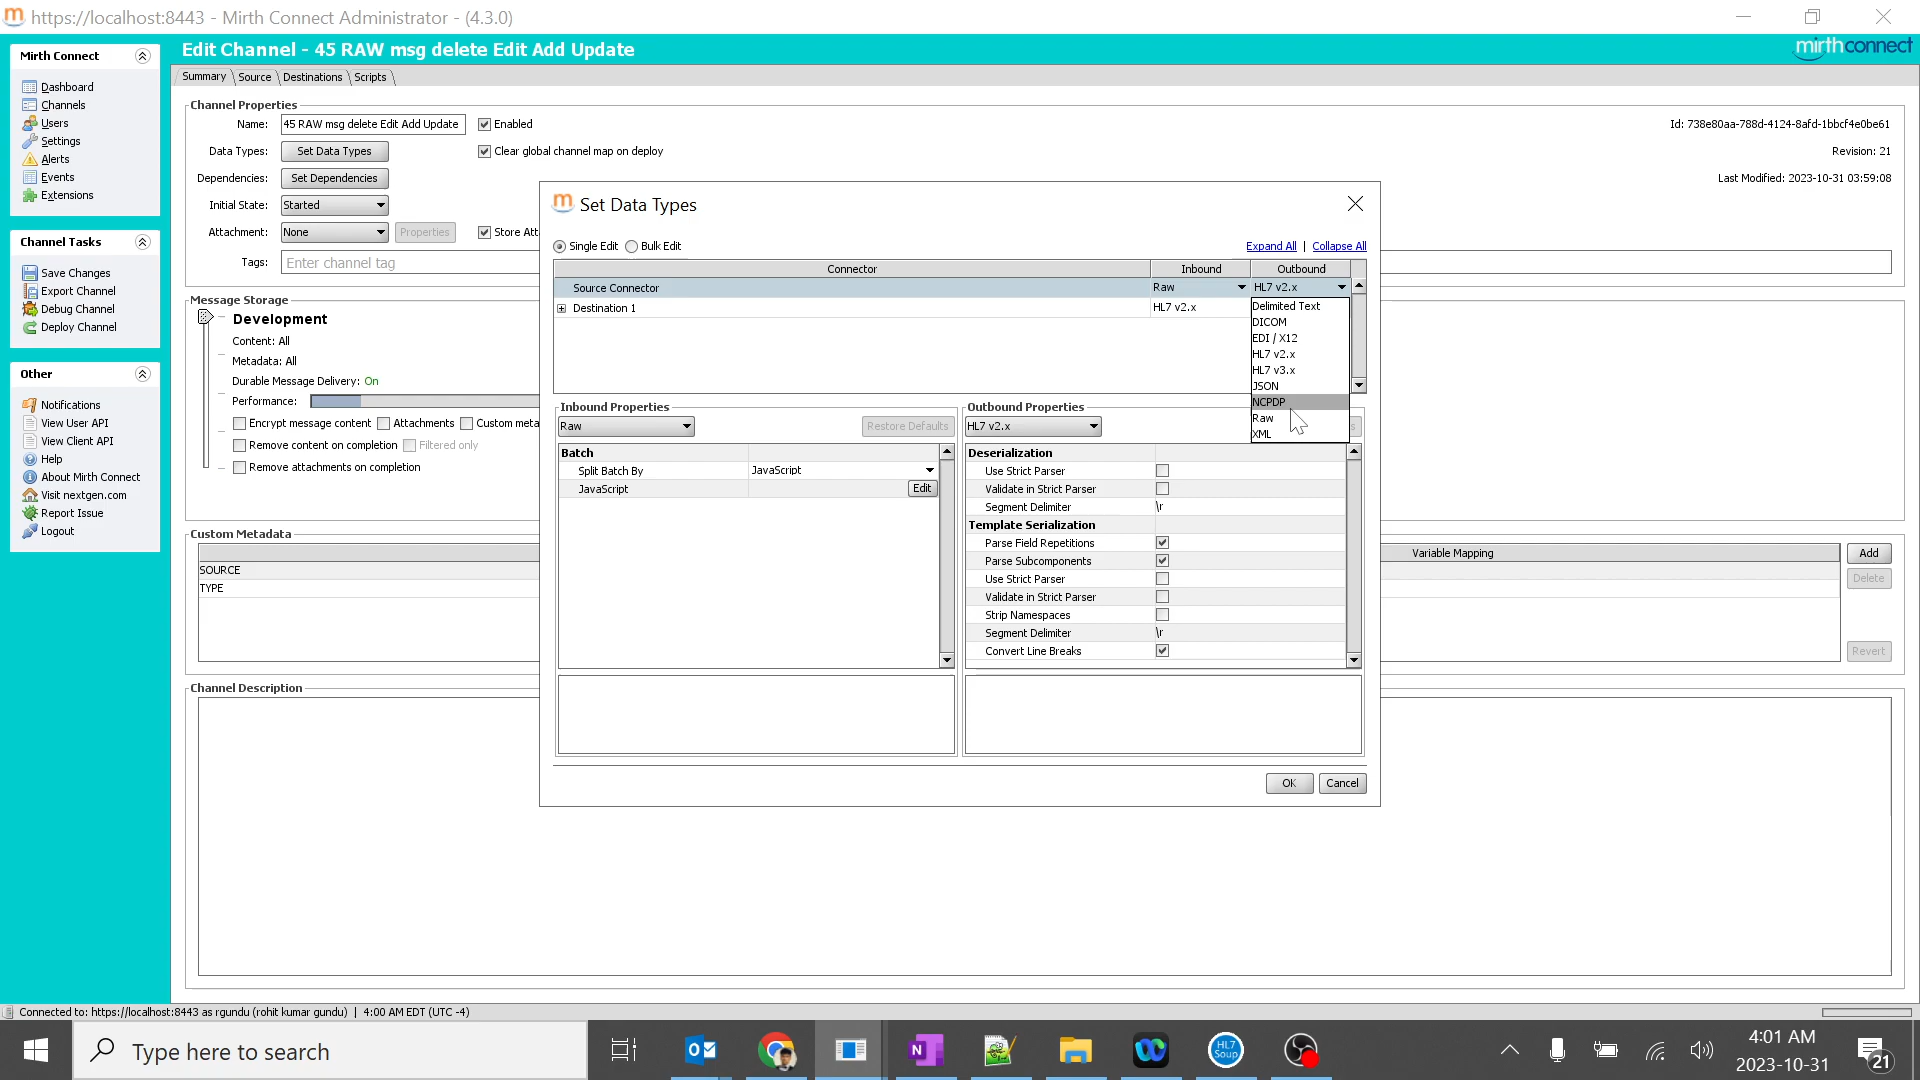 https://localhost:8443 - Mirth Connect Administrator - (4.3.0)
Mirth Connect
Dashboard
Channels
Users
Settings
Alerts
Events
Extensions
Channel Tasks
Save Changes
Export Channel
Debug Channel
Deploy Channel
Other
Notifications
View User API
View Client API
Help
About Mirth Connect
Visit nextgen.com
Report Issue
Logout
Edit Channel - 45 RAW msg delete Edit Add Update
mirthconnect
Summary Source Destinations Scripts
Channel Properties
Name: 45 RAW msg delete Edit Add Update Enabled
Id: 738e80aa-788d-4124-8afd-1bbcf4e0be61
Data Types: Set Data Types Clear global channel map on deploy
Revision: 21
Dependencies: Set Dependencies
Last Modified: 2023-10-31 03:59:08
Initial State: Started
Attachment: None Properties Store Att
Tags: Enter channel tag
Message Storage
Development
Content: All
Metadata: All
Durable Message Delivery: On
Performance:
Encrypt message content Attachments Custom meta
Remove content on completion Filtered only
Remove attachments on completion
Custom Metadata
SOURCE
TYPE
Variable Mapping
Add
Delete
Revert
Channel Description
Set Data Types
Single Edit Bulk Edit
Expand All | Collapse All
Connector Inbound Outbound
Source Connector Raw HL7 v2.x
Destination 1 HL7 v2.x
Delimited Text
DICOM
EDI / X12
HL7 v2.x
HL7 v3.x
JSON
NCPDP
Raw
XML
Inbound Properties
Raw Restore Defaults
Batch
Split Batch By JavaScript
JavaScript Edit
Outbound Properties
HL7 v2.x
Deserialization
Use Strict Parser
Validate in Strict Parser
Segment Delimiter \r
Template Serialization
Parse Field Repetitions
Parse Subcomponents
Use Strict Parser
Validate in Strict Parser
Strip Namespaces
Segment Delimiter \r
Convert Line Breaks
OK Cancel
Connected to: https://localhost:8443 as rgundu (rohit kumar gundu) | 4:00 AM EDT (UTC -4)
Type here to search
HL7
Soup
4:01 AM
2023-10-31
21